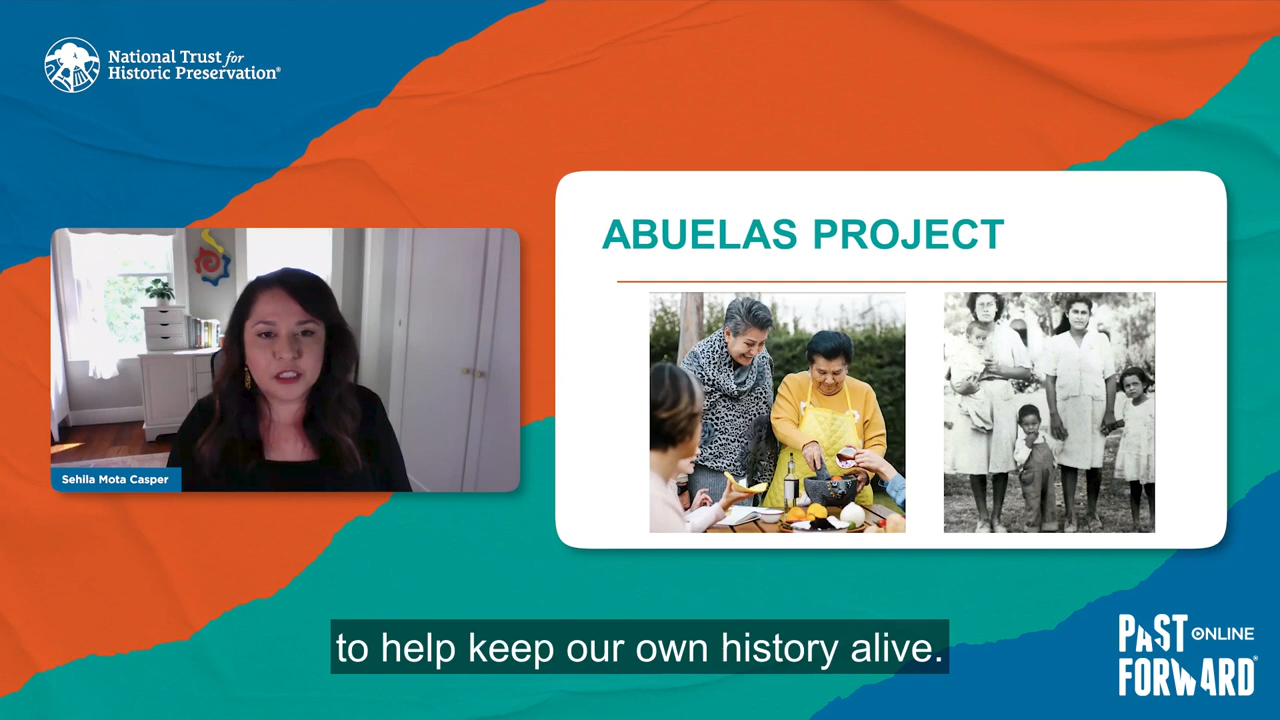 National Trust for
Historic Preservation®
ABUELAS PROJECT
Sehila Mota Casper
to help keep our own history alive.
PAST ONLINE
FORWARD®